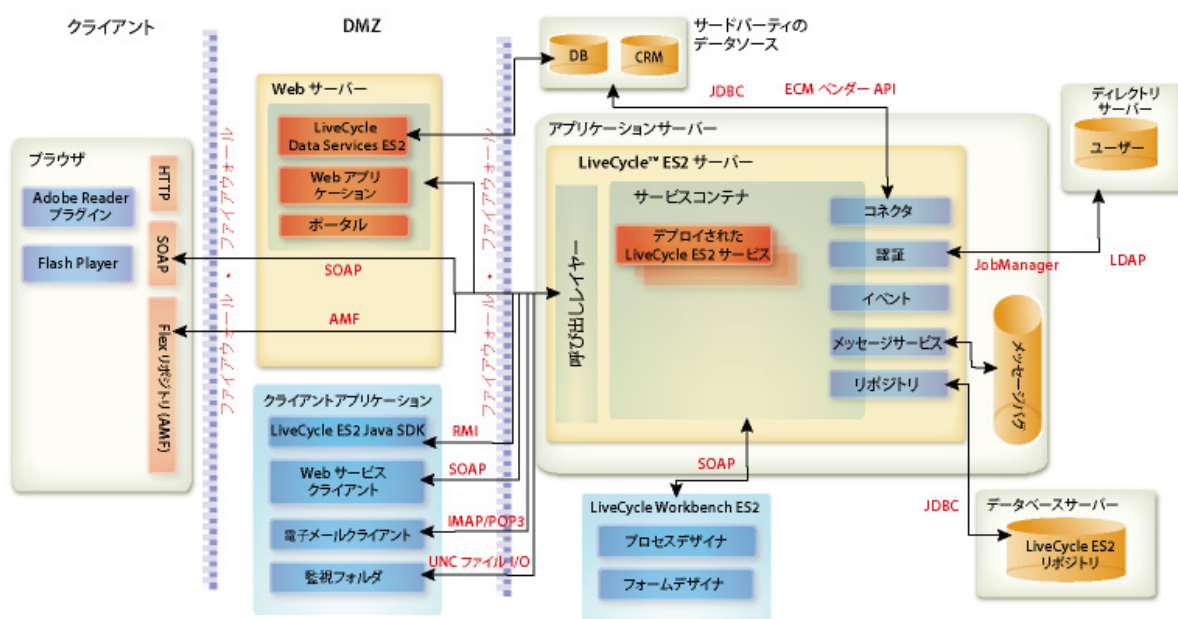 クライアント
DMZ
サードパーティの
データソース
DB
CRM
Web サーバー
LiveCycle
Data Services ES2
Web アプリ
ケーション
ポータル
JDBC
ECM ベンダー API
ディレクトリ
サーバー
ユーザー
アプリケーションサーバー
LiveCycle™ ES2 サーバー
サービスコンテナ
デプロイされた
LiveCycle ES2 サービス
呼び出しレイヤー
コネクタ
認証
イベント
メッセージサービス
リポジトリ
JobManager
LDAP
メッセージバグ
ブラウザ
Adobe Reader
プラグイン
Flash Player
HTTP
SOAP
Flex リポジトリ (AMF)
ファイアウォール・ファイアウォール
ファイアウォール・ファイアウォール
SOAP
AMF
クライアントアプリケーション
LiveCycle ES2 Java SDK
RMI
Web サービス
クライアント
SOAP
電子メールクライアント
IMAP/POP3
監視フォルダ
UNC ファイル I/O
SOAP
LiveCycle Workbench ES2
プロセスデザイナ
フォームデザイナ
JDBC
データベースサーバー
LiveCycle ES2
リポジトリ